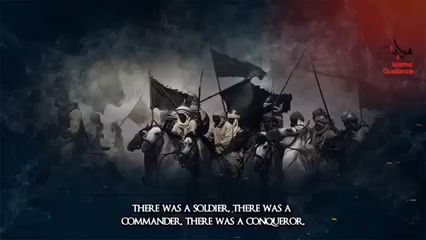 Islamic
Guidance
THERE WAS A SOLDIER, THERE WAS A
COMMANDER, THERE WAS A CONQUEROR,